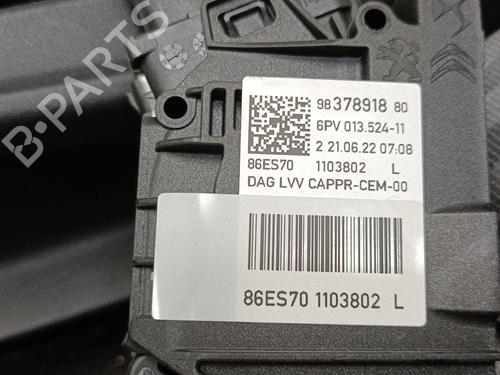 B-PARTS
98 378918 80
6PV 013.524-11
2 21.06.22 07:08
86ES70 1103802 L
DAG LVV CAPPR-CEM-00
86ES70 1103802 L